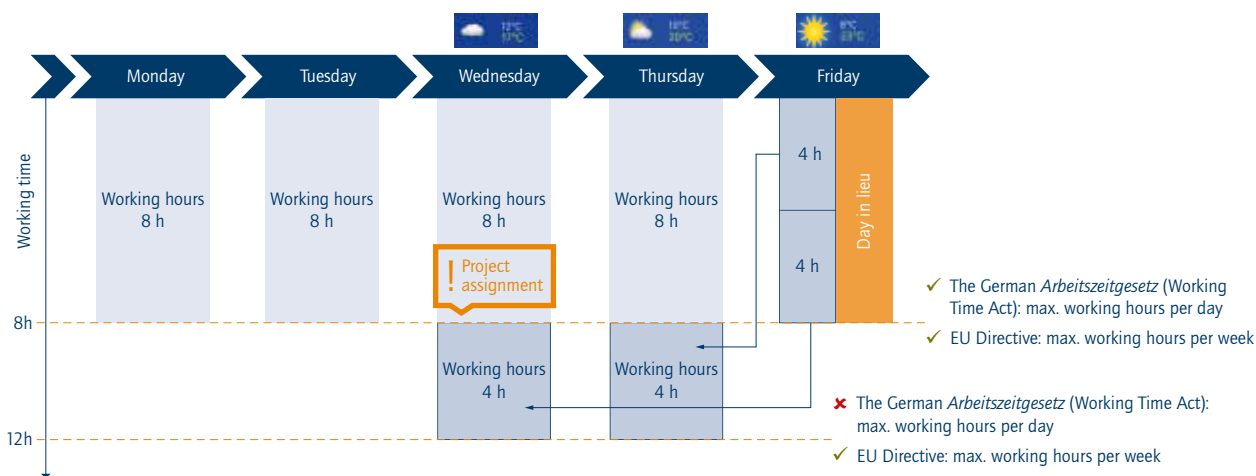 Monday
Tuesday
Wednesday
Thursday
Friday
Working time
Working hours
8 h
Working hours
8 h
Working hours
8 h
Working hours
8 h
4 h
4 h
Day in lieu
! Project
assignment
8h
Working hours
4 h
Working hours
4 h
12h
✓ The German Arbeitszeitgesetz (Working
Time Act): max. working hours per day
✓ EU Directive: max. working hours per week
✘ The German Arbeitszeitgesetz (Working Time Act):
max. working hours per day
✓ EU Directive: max. working hours per week